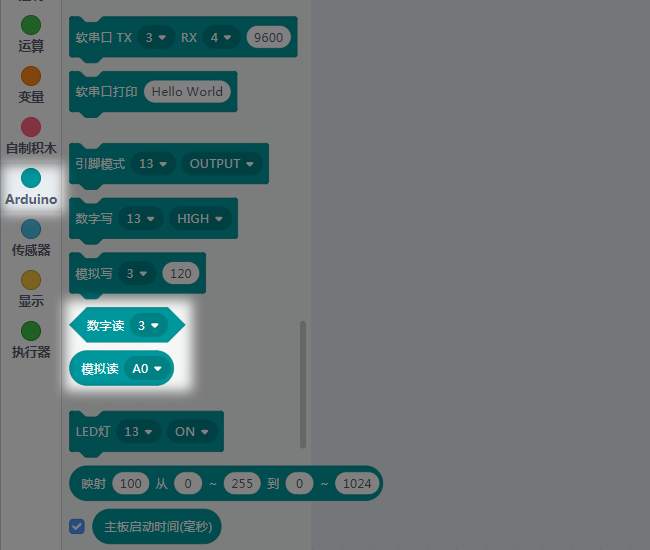 软串口 TX 3 RX 4 9600
运算
软串口打印 Hello World
变量
自制积木
引脚模式 13 OUTPUT
Arduino
数字写 13 HIGH
传感器
模拟写 3 120
显示
数字读 3
执行器
模拟读 A0
LED灯 13 ON
映射 100 从 0 ~ 255 到 0 ~ 1024
主板启动时间(毫秒)